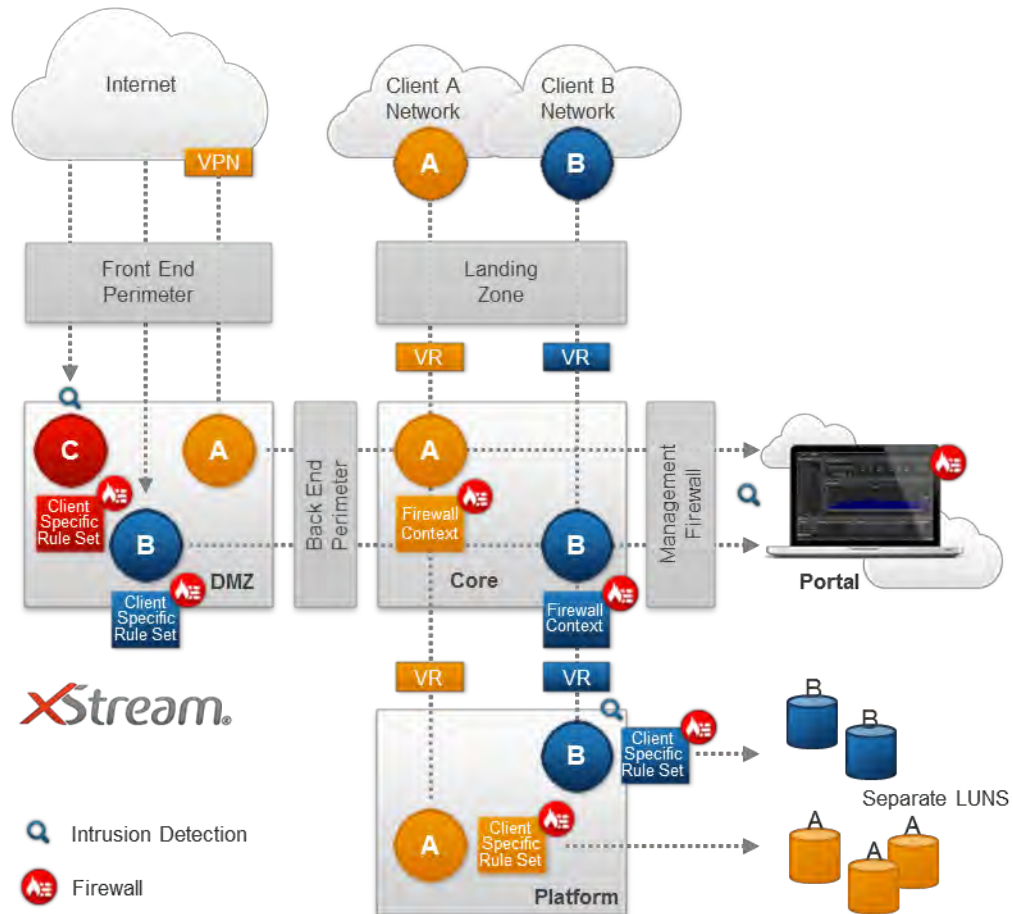 Internet
Client A
Network
Client B
Network
A
B
VPN
Front End
Perimeter
Landing
Zone
VR
VR
C
A
Client
Specific
Rule Set
B
DMZ
Client
Specific
Rule Set
Back End
Perimeter
A
Firewall
Context
B
Core
Firewall
Context
Management
Firewall
Portal
VR
VR
xStream®
B
Client
Specific
Rule Set
B
B
Separate LUNS
A
Client
Specific
Rule Set
Platform
A
A
A
Intrusion Detection
Firewall